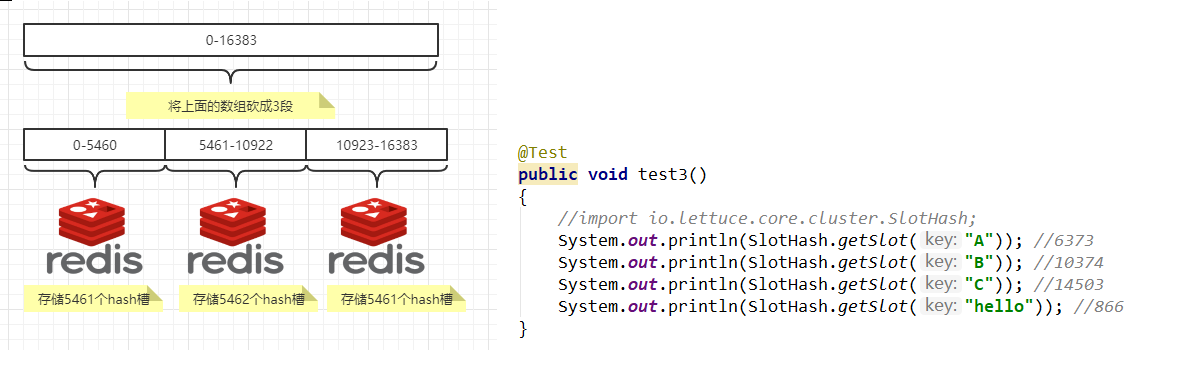 0-16383
将上面的数组砍成3段
0-5460
5461-10922
10923-16383
redis
redis
redis
存储5461个hash槽
存储5462个hash槽
存储5461个hash槽
@Test
public void test3()
{
//import io.lettuce.core.cluster.SlotHash;
System.out.println(SlotHash.getSlot( key: "A")); //6373
System.out.println(SlotHash.getSlot( key: "B")); //10374
System.out.println(SlotHash.getSlot( key: "C")); //14503
System.out.println(SlotHash.getSlot( key: "hello")); //866
}